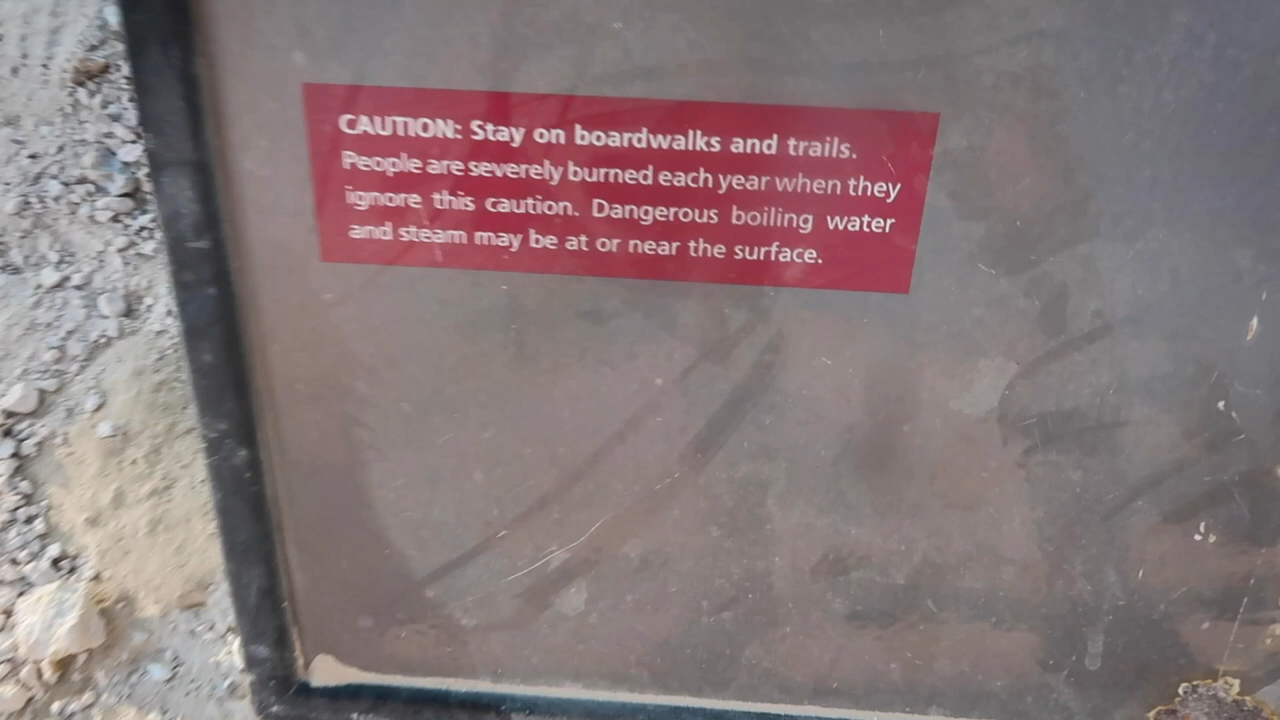 CAUTION: Stay on boardwalks and trails.
People are severely burned each year when they
ignore this caution. Dangerous boiling water
and steam may be at or near the surface.